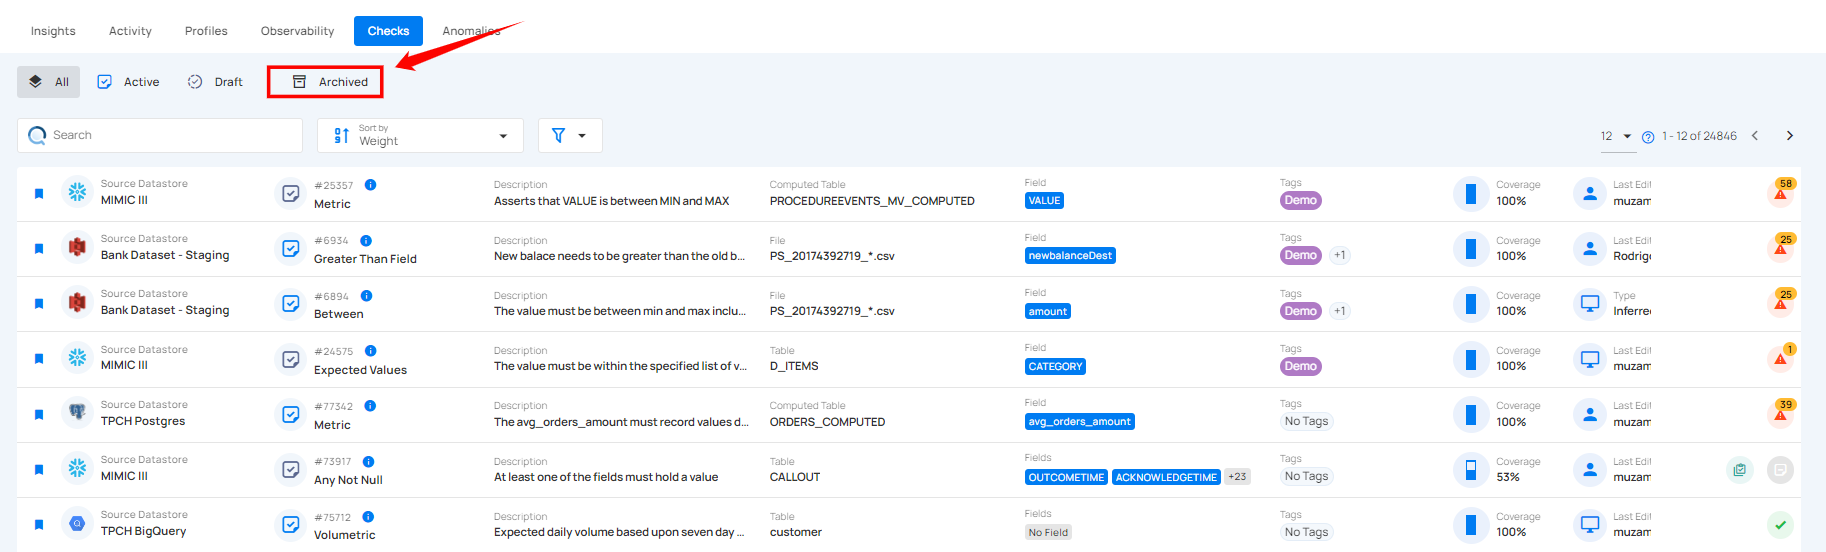 Insights Activity Profiles Observability Checks Anomalies
All Active Draft Archived
Search Sort by Weight 12 1 - 12 of 24846
Source Datastore #25357 Description Computed Table Field Tags Coverage Last Edit 58
MIMIC III Metric Asserts that VALUE is between MIN and MAX PROCEDUREEVENTS_MV_COMPUTED VALUE Demo 100% muzam
Source Datastore #6934 Description File Field Tags Coverage Last Edit 25
Bank Dataset - Staging Greater Than Field New balace needs to be greater than the old b... PS_20174392719_*.csv newbalanceDest Demo +1 100% Rodrig
Source Datastore #6894 Description File Field Tags Coverage Type 25
Bank Dataset - Staging Between The value must be between min and max inclu... PS_20174392719_*.csv amount Demo +1 100% Inferre
Source Datastore #24575 Description Table Field Tags Coverage Last Edit 1
MIMIC III Expected Values The value must be within the specified list of v... D_ITEMS CATEGORY Demo 100% muzam
Source Datastore #77342 Description Computed Table Field Tags Coverage Last Edit 39
TPCH Postgres Metric The avg_orders_amount must record values d... ORDERS_COMPUTED avg_orders_amount No Tags 100% muzam
Source Datastore #73917 Description Table Fields Tags Coverage Last Edit
MIMIC III Any Not Null At least one of the fields must hold a value CALLOUT OUTCOMETIME ACKNOWLEDGETIME +23 No Tags 53% muzam
Source Datastore #75712 Description Table Fields Tags Coverage Last Edit
TPCH BigQuery Volumetric Expected daily volume based upon seven day ... customer No Field No Tags 100% muzam